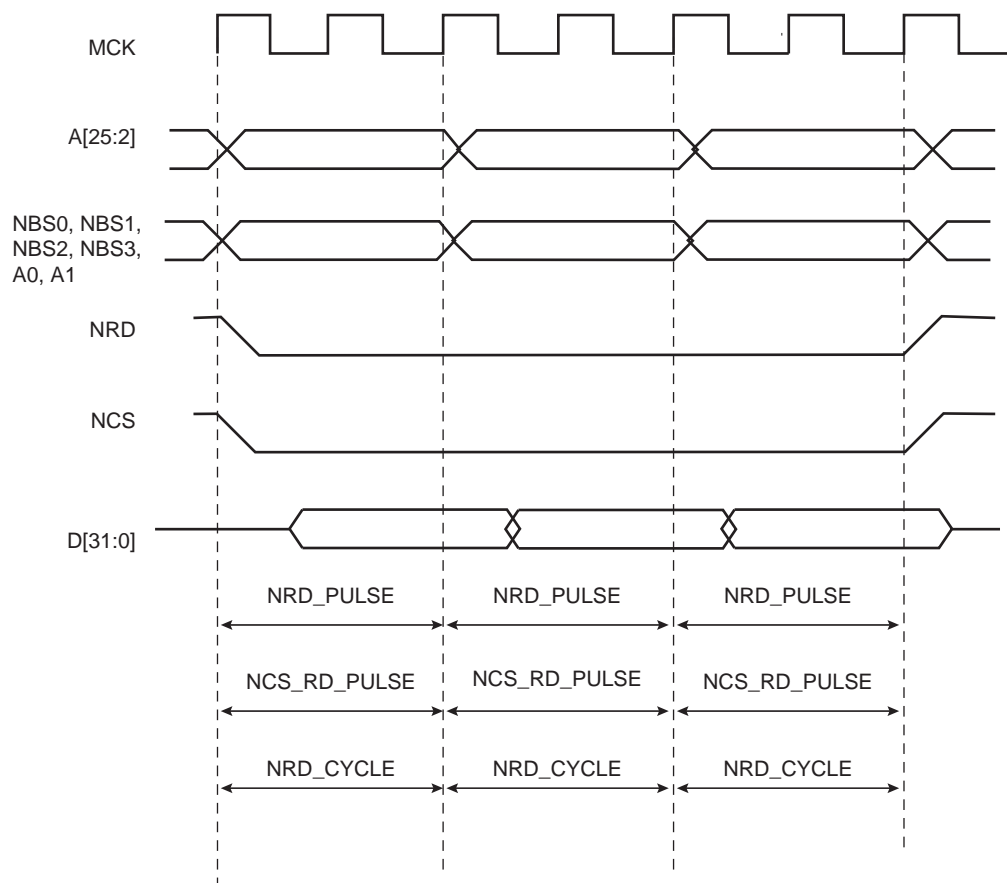 MCK
A[25:2]
NBS0, NBS1,
NBS2, NBS3,
A0, A1
NRD
NCS
D[31:0]
NRD_PULSE NRD_PULSE NRD_PULSE
NCS_RD_PULSE NCS_RD_PULSE NCS_RD_PULSE
NRD_CYCLE NRD_CYCLE NRD_CYCLE